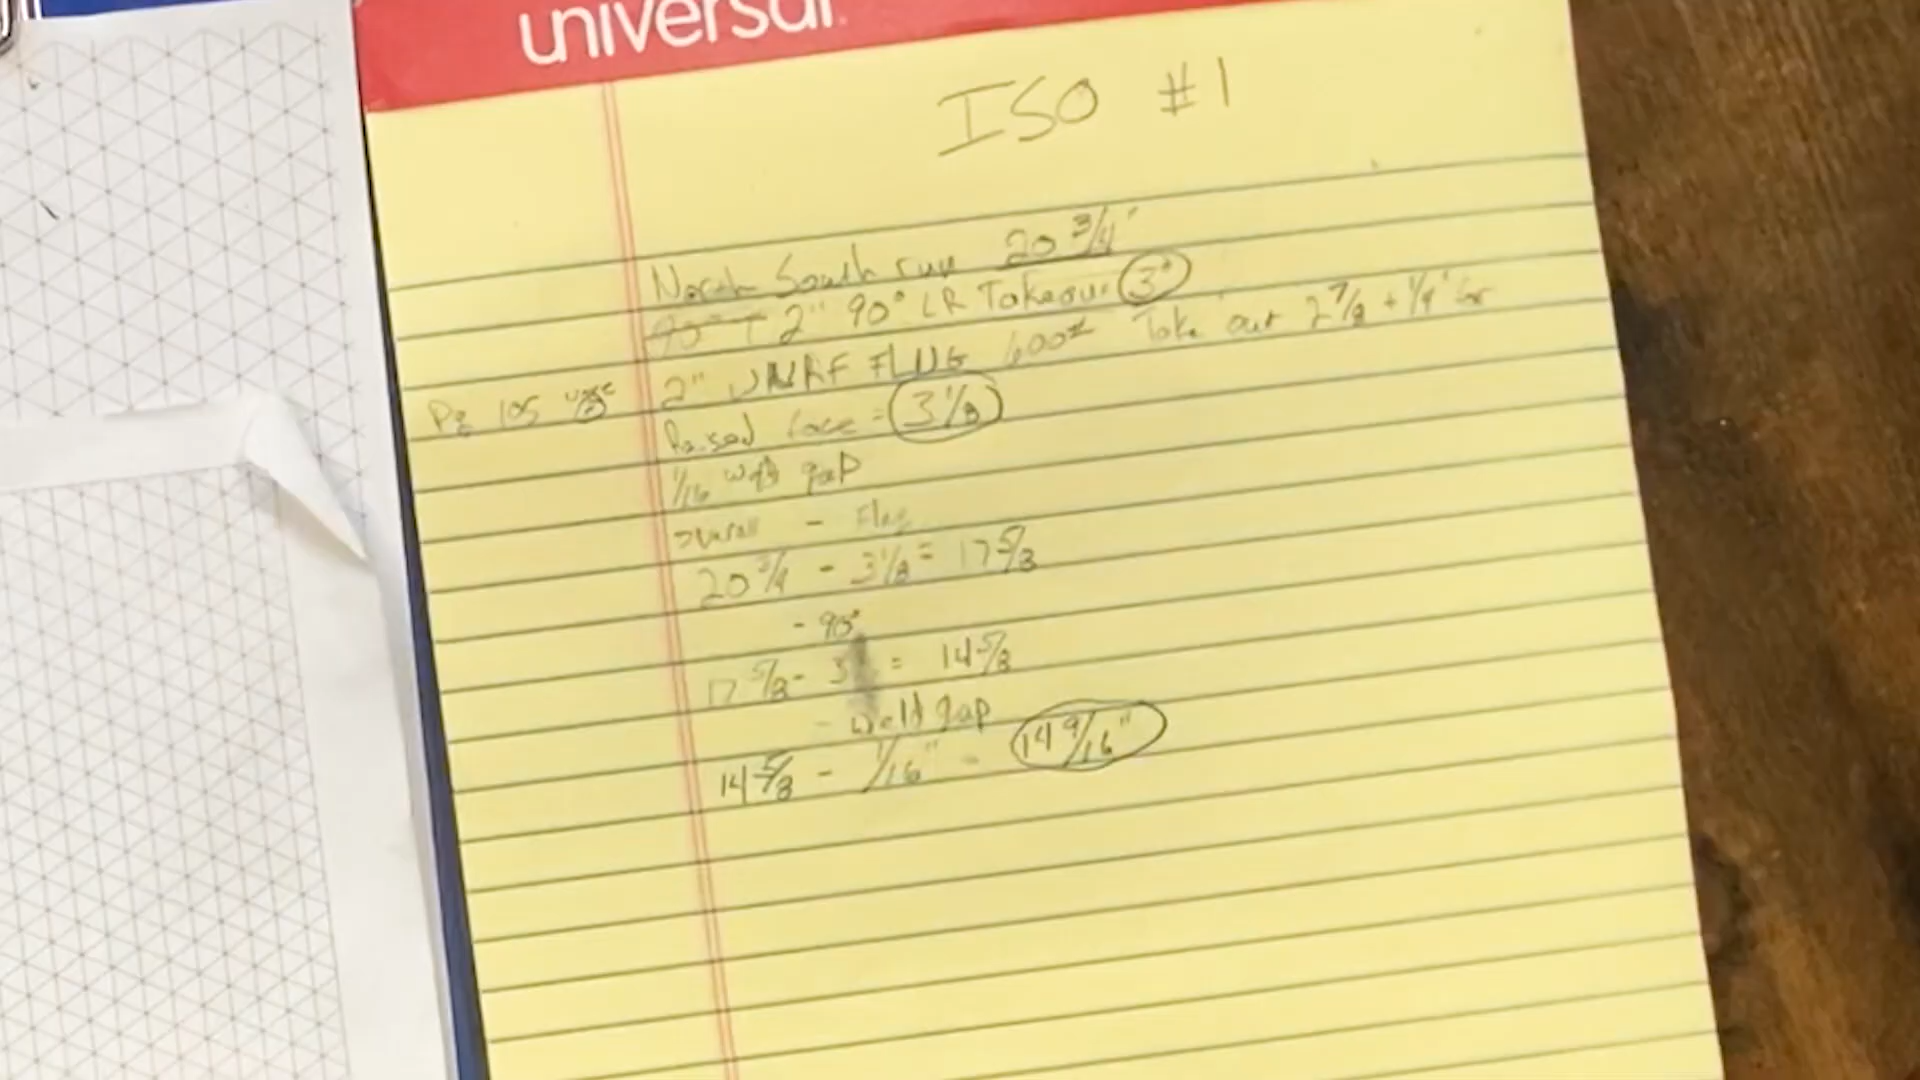 universal
ISO #1
North South run 20 3/4"
90° T 2" 90° LR Takeout 3"
2" WNRF FLNG 600# Take out 2 7/8 + 1/4" for
Pg 105
Raised face = 3 1/8
1/16 weld gap
overall - Flng
20 3/4 - 3 1/8 = 17 5/8
- 90°
17 5/8 - 3 = 14 5/8
- weld gap
14 5/8 - 1/16" = 14 9/16"